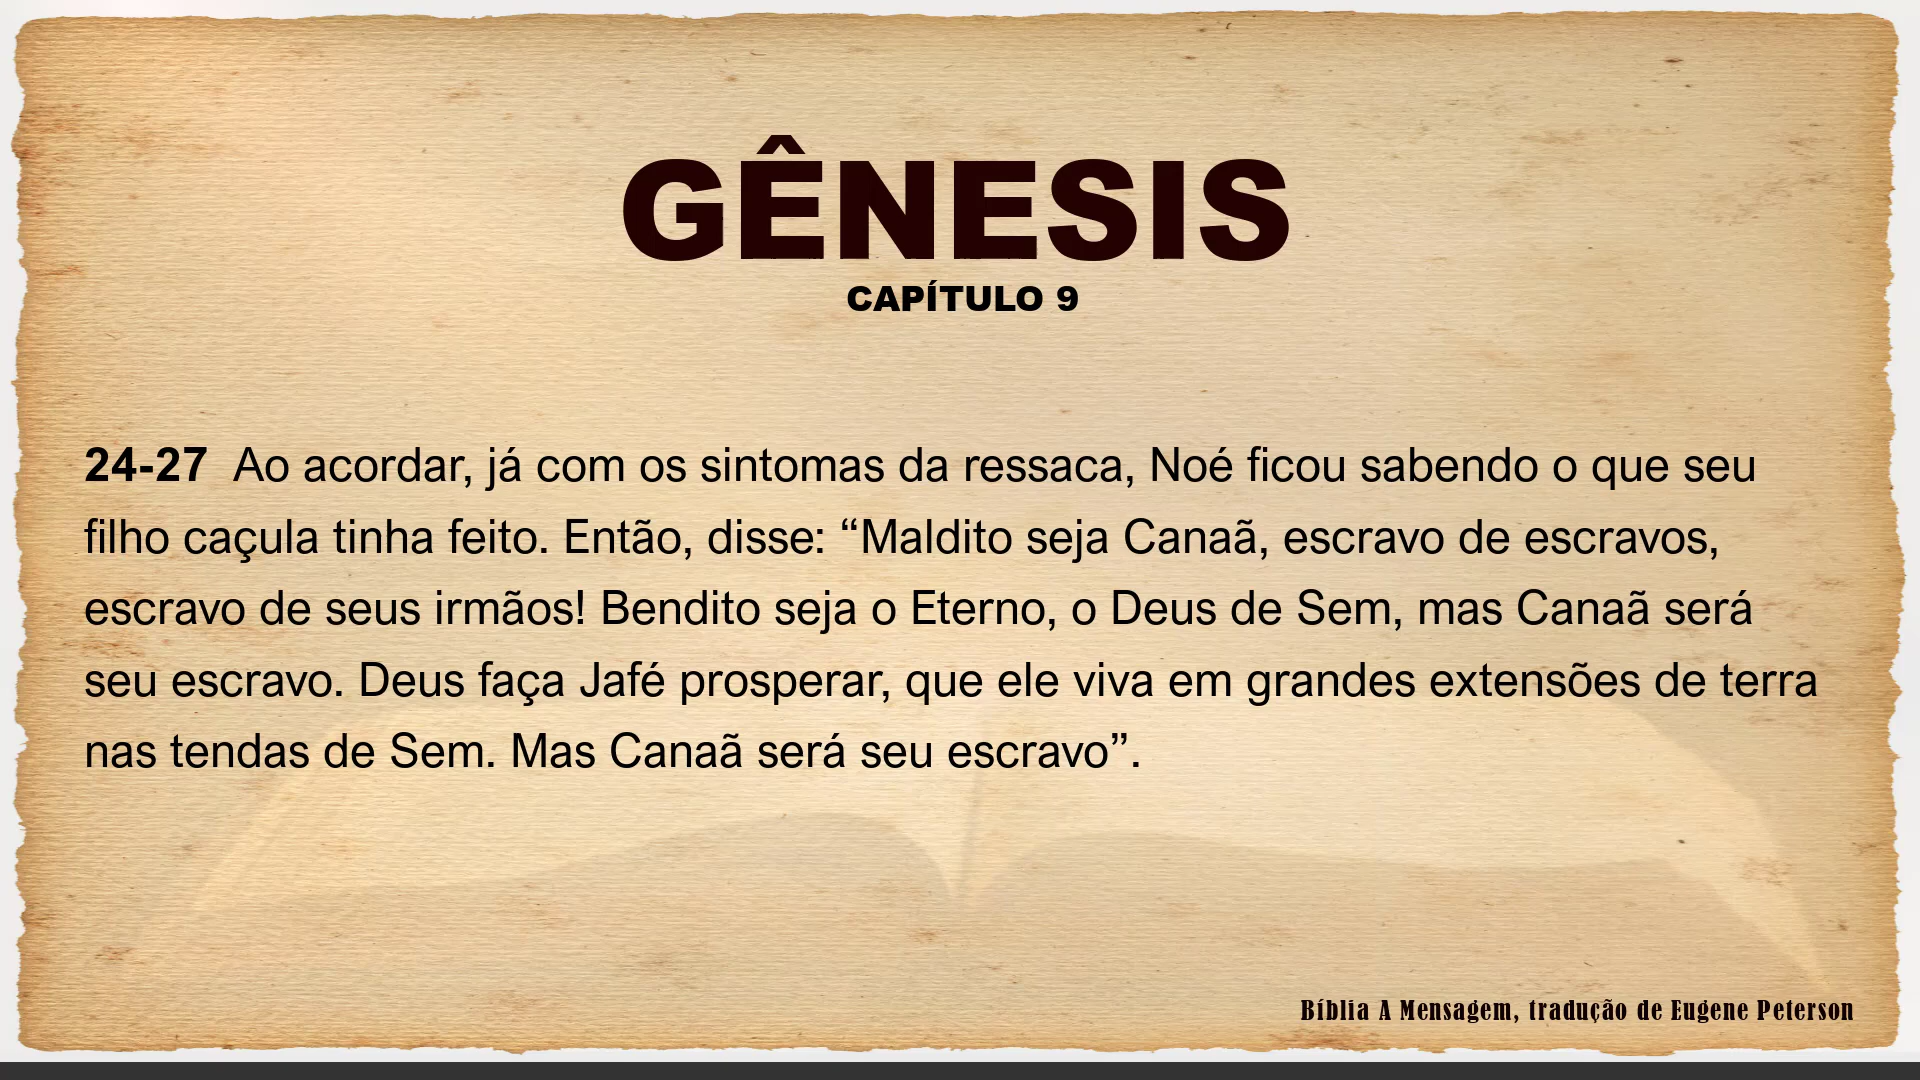 GÊNESIS
CAPÍTULO 9
24-27 Ao acordar, já com os sintomas da ressaca, Noé ficou sabendo o que seu
filho caçula tinha feito. Então, disse: “Maldito seja Canaã, escravo de escravos,
escravo de seus irmãos! Bendito seja o Eterno, o Deus de Sem, mas Canaã será
seu escravo. Deus faça Jafé prosperar, que ele viva em grandes extensões de terra
nas tendas de Sem. Mas Canaã será seu escravo”.
Bíblia A Mensagem, tradução de Eugene Peterson